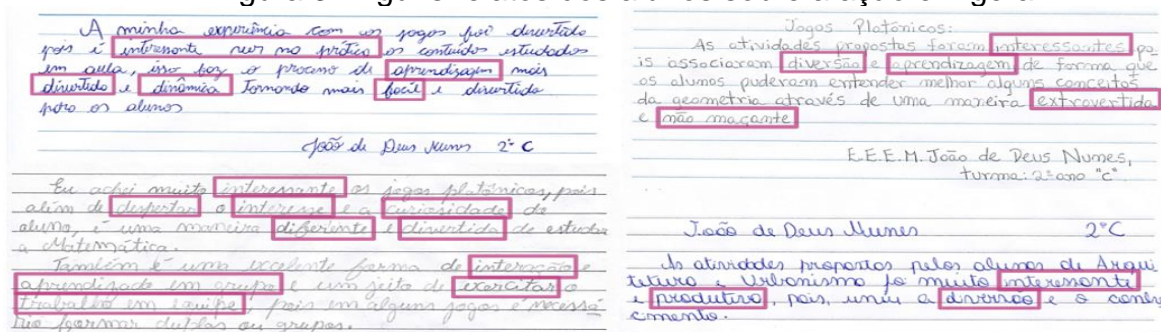 A minha experiência com os jogos foi divertida
pois é interessante ver na prática os conteúdos estudados
em aula, isso faz o processo de aprendizagem mais
divertido e dinâmico tornando mais fácil e divertido
para os alunos
João de Deus Nunes 2º C
Eu achei muito interessante os jogos platônicos, pois
além de despertar o interesse e a curiosidade do
aluno, é uma maneira diferente e divertida de estudar
a Matemática.
Também é uma excelente forma de interação e
aprendizado em grupo e um jeito de exercitar o
trabalho em equipe, pois em alguns jogos é necessá
rio formar duplas ou grupos.
Jogos Platônicos:
As atividades propostas foram interessantes po
is associaram diversão e aprendizagem de forma que
os alunos puderam entender melhor alguns conceitos
da geometria através de uma maneira extrovertida
e não maçante
E.E.E.M. João de Deus Nunes,
turma: 2º ano "c"
João de Deus Nunes 2ºC
As atividades propostas pelos alunos de Arqui
tetura e Urbanismo foi muito interessante
e produtivo, pois, uniu a diversão e o conhe
cimento.